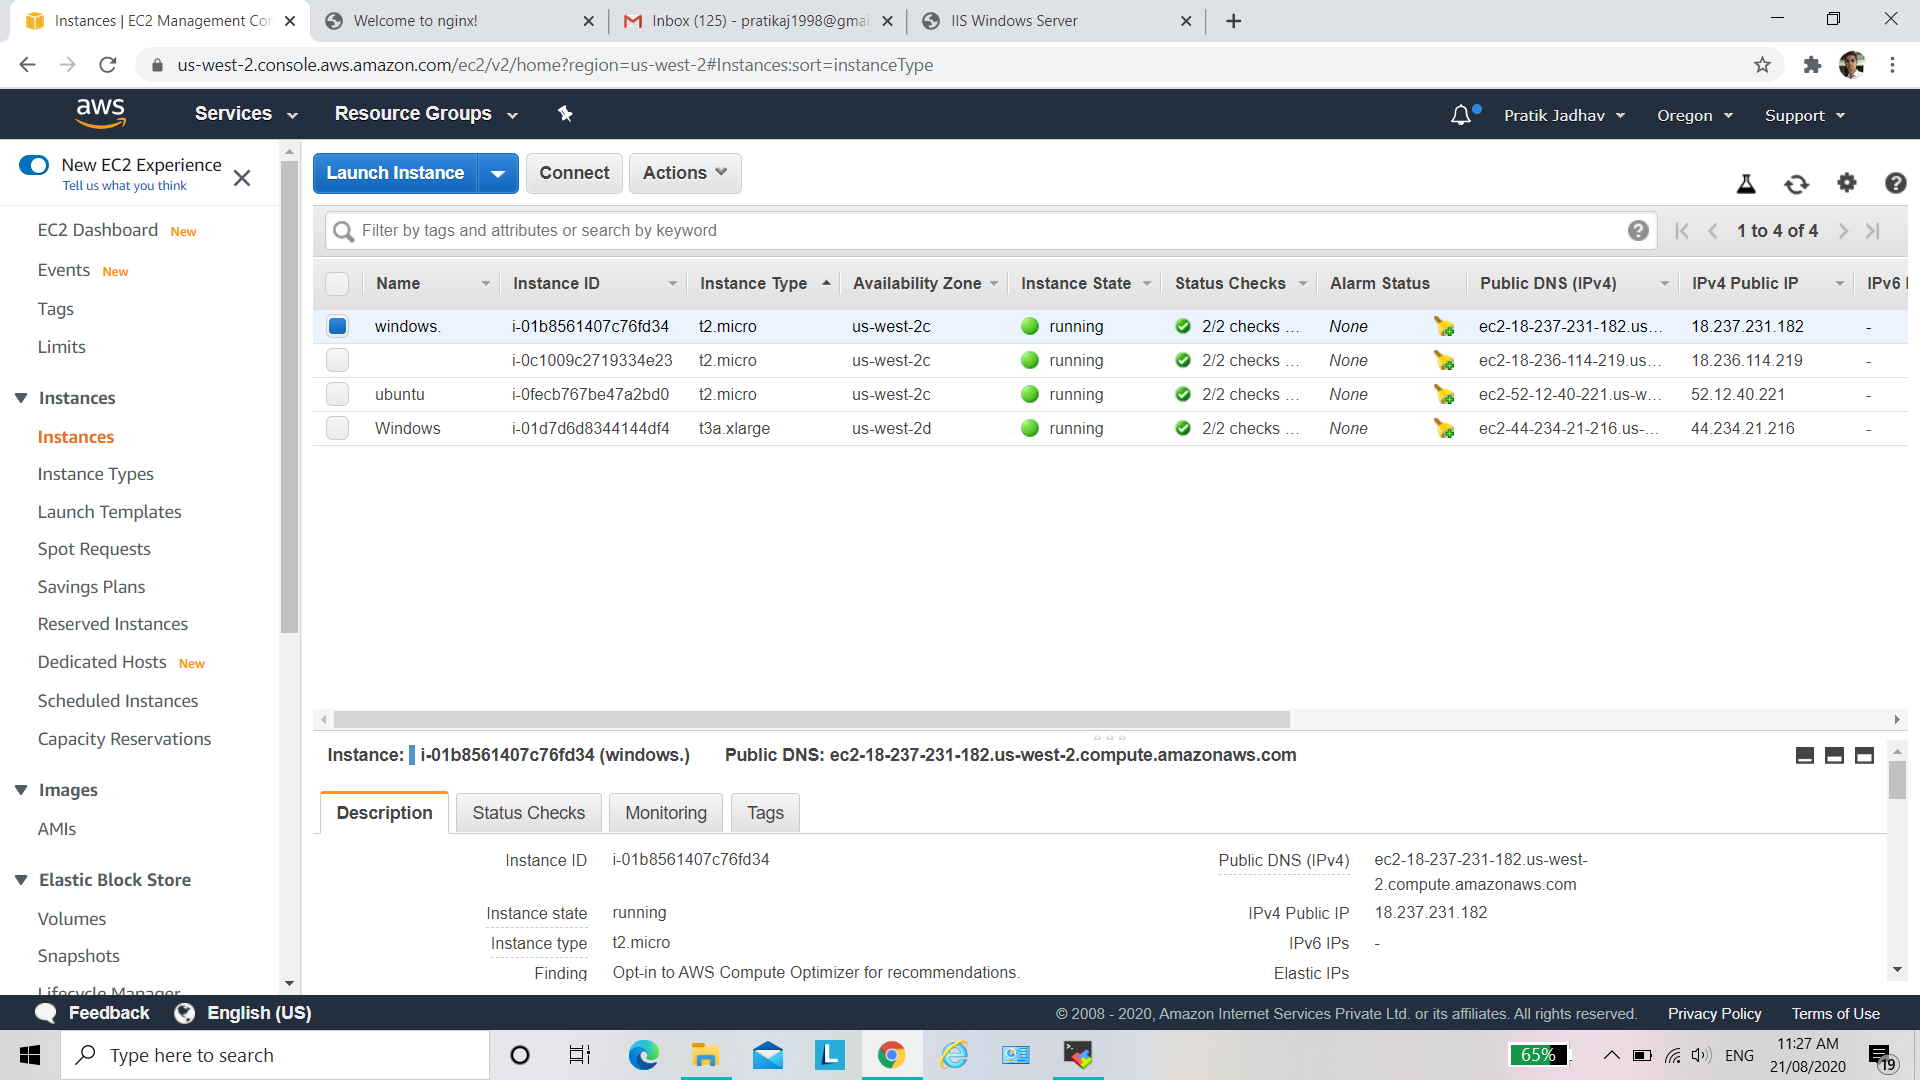 Instances | EC2 Management Con
Welcome to nginx!
Inbox (125) - pratikaj1998@gmai
IIS Windows Server
us-west-2.console.aws.amazon.com/ec2/v2/home?region=us-west-2#Instances:sort=instanceType
aws
Services
Resource Groups
Pratik Jadhav
Oregon
Support
New EC2 Experience
Tell us what you think
EC2 Dashboard New
Events New
Tags
Limits
Instances
Instances
Instance Types
Launch Templates
Spot Requests
Savings Plans
Reserved Instances
Dedicated Hosts New
Scheduled Instances
Capacity Reservations
Images
AMIs
Elastic Block Store
Volumes
Snapshots
Lifecycle Manager
Launch Instance
Connect
Actions
Filter by tags and attributes or search by keyword
1 to 4 of 4
Name Instance ID Instance Type Availability Zone Instance State Status Checks Alarm Status Public DNS (IPv4) IPv4 Public IP IPv6 I
windows. i-01b8561407c76fd34 t2.micro us-west-2c running 2/2 checks ... None ec2-18-237-231-182.us... 18.237.231.182 -
i-0c1009c2719334e23 t2.micro us-west-2c running 2/2 checks ... None ec2-18-236-114-219.us... 18.236.114.219 -
ubuntu i-0fecb767be47a2bd0 t2.micro us-west-2c running 2/2 checks ... None ec2-52-12-40-221.us-w... 52.12.40.221 -
Windows i-01d7d6d8344144df4 t3a.xlarge us-west-2d running 2/2 checks ... None ec2-44-234-21-216.us-... 44.234.21.216 -
Instance: i-01b8561407c76fd34 (windows.) Public DNS: ec2-18-237-231-182.us-west-2.compute.amazonaws.com
Description
Status Checks
Monitoring
Tags
Instance ID i-01b8561407c76fd34
Instance state running
Instance type t2.micro
Finding Opt-in to AWS Compute Optimizer for recommendations.
Public DNS (IPv4) ec2-18-237-231-182.us-west-
2.compute.amazonaws.com
IPv4 Public IP 18.237.231.182
IPv6 IPs -
Elastic IPs
Feedback
English (US)
© 2008 - 2020, Amazon Internet Services Private Ltd. or its affiliates. All rights reserved.
Privacy Policy
Terms of Use
Type here to search
L
65%
ENG
11:27 AM
21/08/2020
19